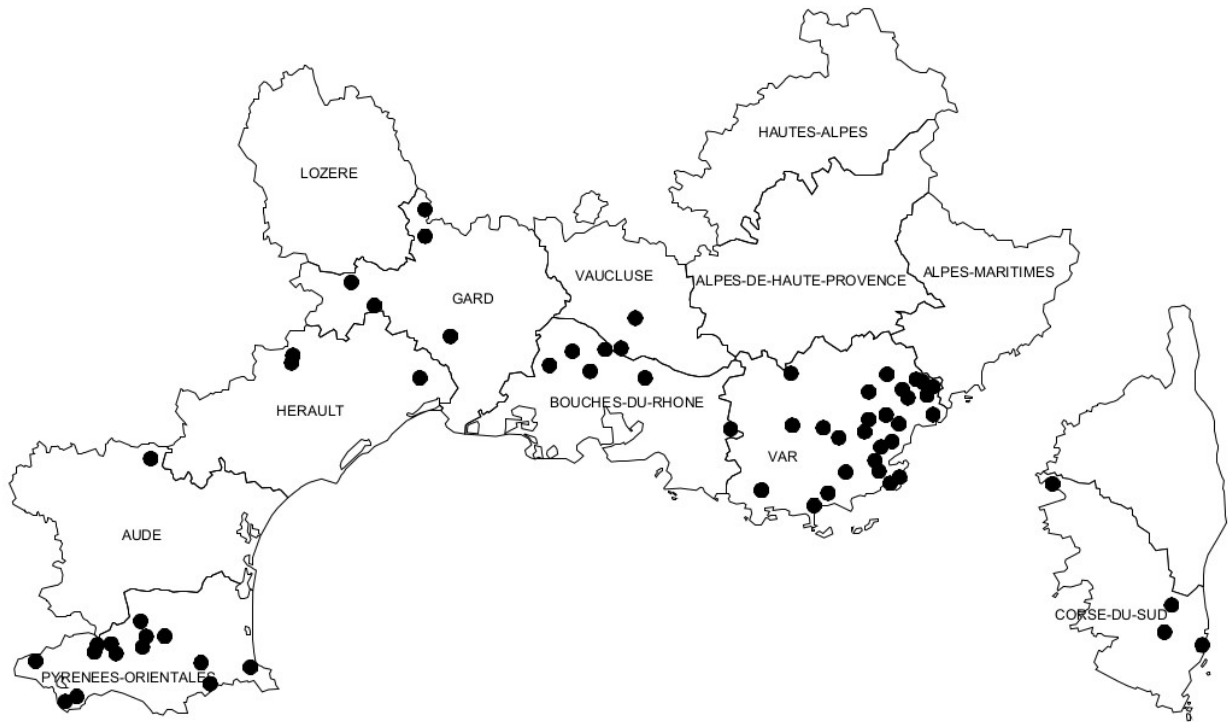 HAUTES-ALPES
LOZERE
ALPES-MARITIMES
VAUCLUSE
ALPES-DE-HAUTE-PROVENCE
GARD
BOUCHES-DU-RHONE
HERAULT
VAR
AUDE
CORSE-DU-SUD
PYRENEES-ORIENTALES